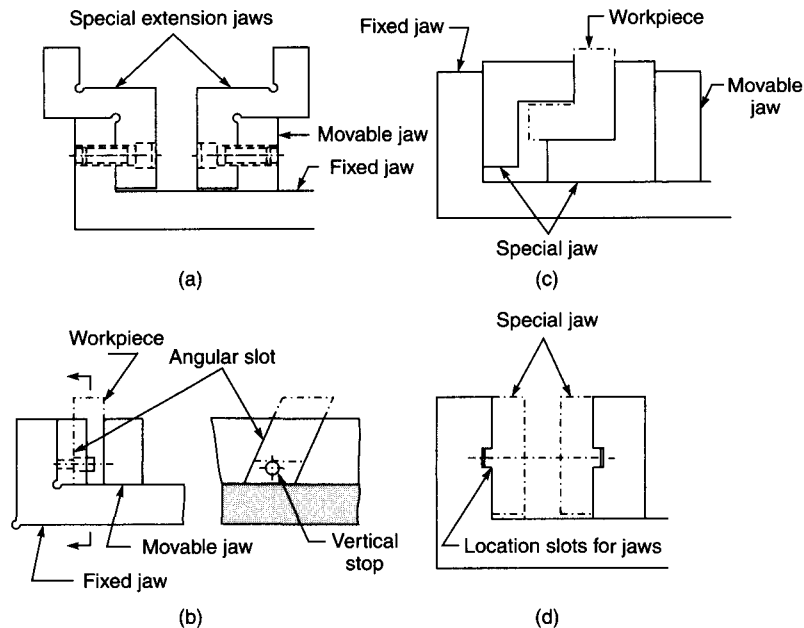 Special extension jaws
Movable jaw
Fixed jaw
(a)
Workpiece
Fixed jaw
Movable
jaw
Special jaw
(c)
Workpiece
Angular slot
Movable jaw
Fixed jaw
Vertical
stop
(b)
Special jaw
Location slots for jaws
(d)